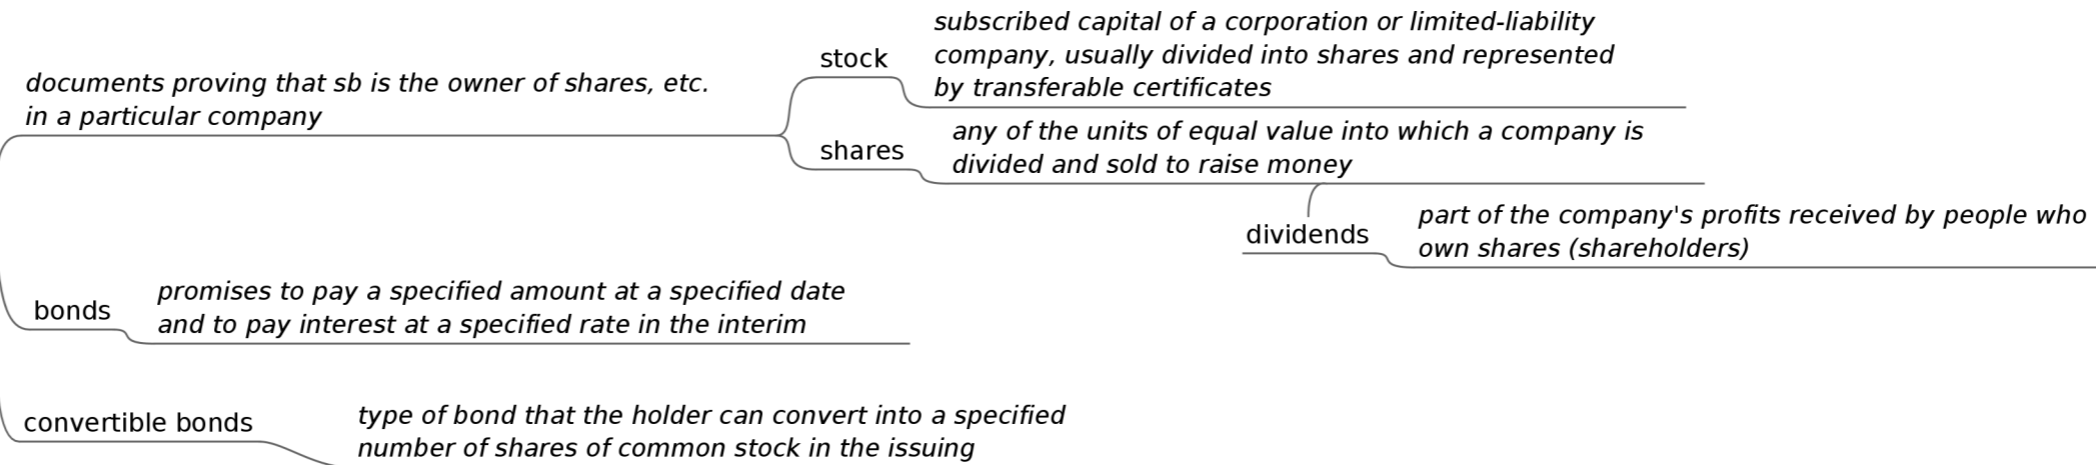 documents proving that sb is the owner of shares, etc.
in a particular company
stock
subscribed capital of a corporation or limited-liability
company, usually divided into shares and represented
by transferable certificates
shares
any of the units of equal value into which a company is
divided and sold to raise money
dividends
part of the company's profits received by people who
own shares (shareholders)
bonds
promises to pay a specified amount at a specified date
and to pay interest at a specified rate in the interim
convertible bonds
type of bond that the holder can convert into a specified
number of shares of common stock in the issuing